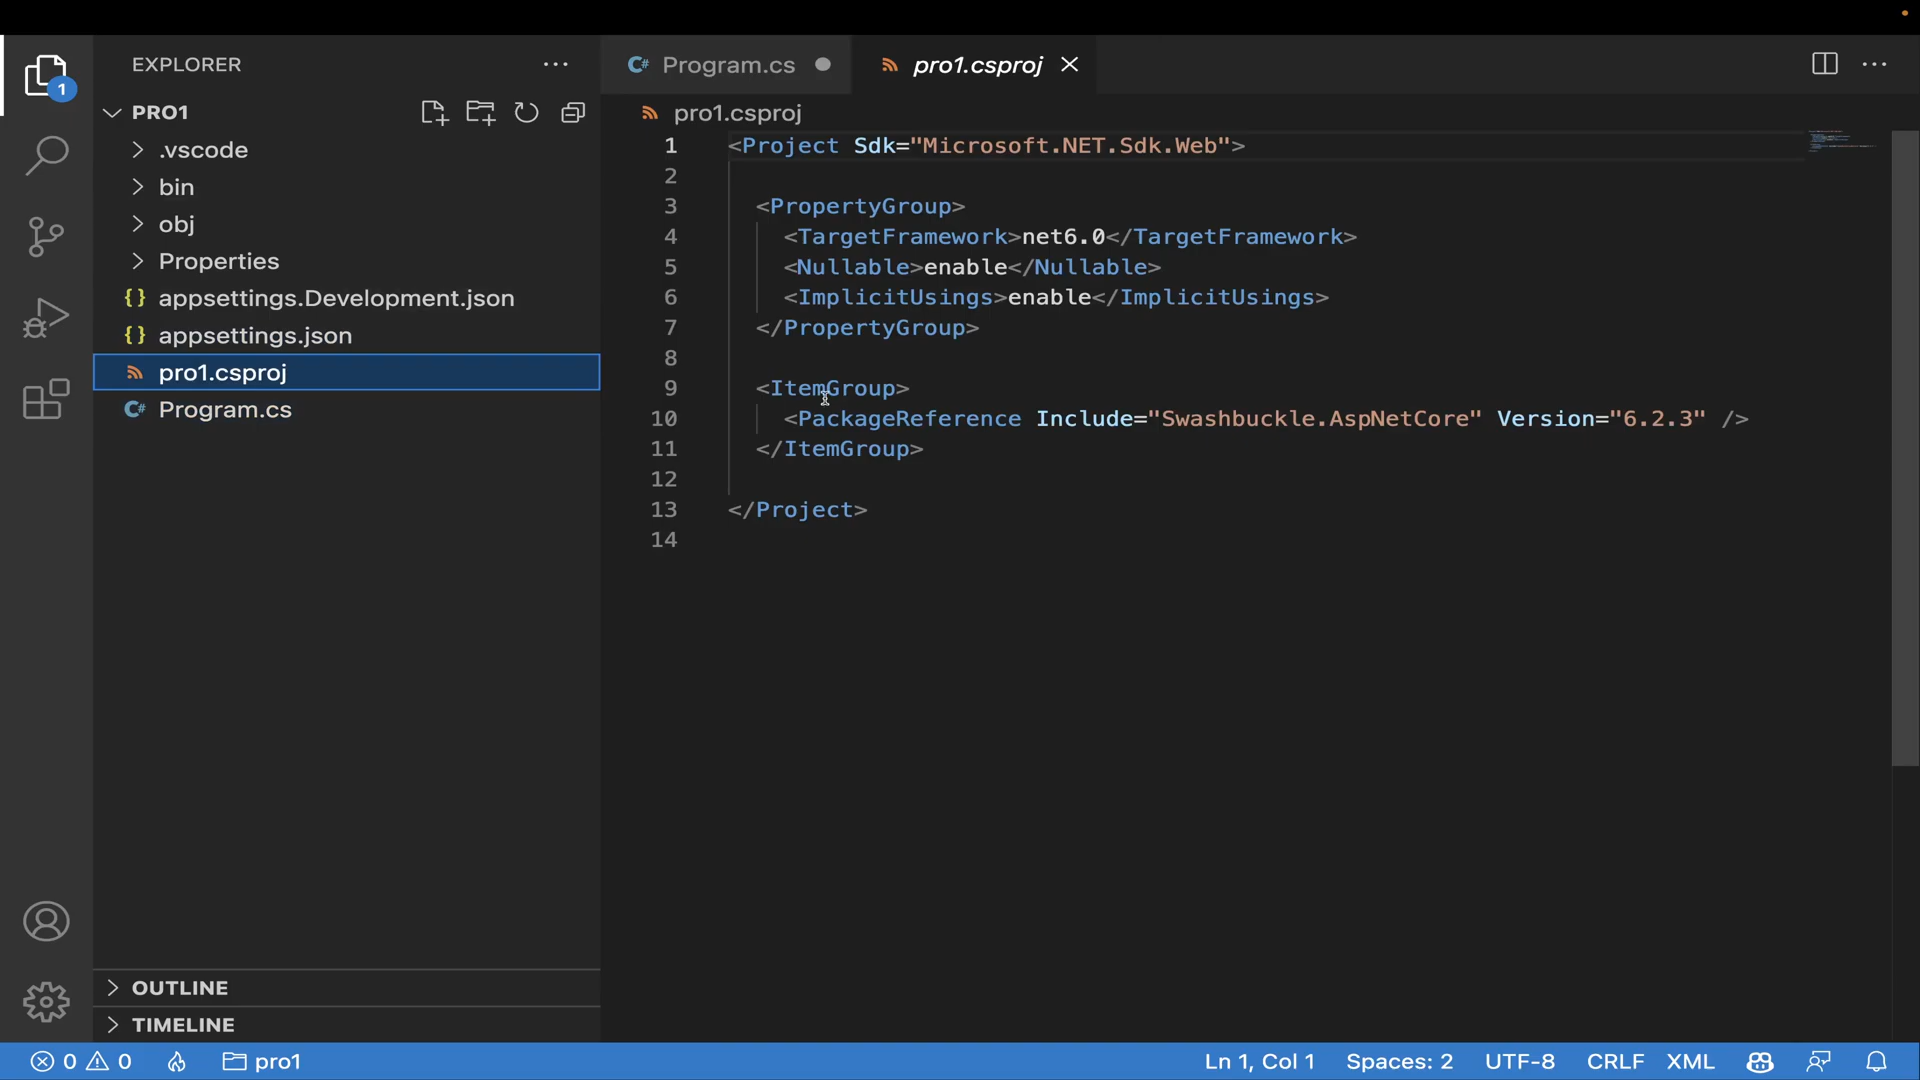 EXPLORER
PRO1
.vscode
bin
obj
Properties
{} appsettings.Development.json
{} appsettings.json
pro1.csproj
C# Program.cs
OUTLINE
TIMELINE
1
C# Program.cs
pro1.csproj
pro1.csproj
1 <Project Sdk="Microsoft.NET.Sdk.Web">
2
3 <PropertyGroup>
4 <TargetFramework>net6.0</TargetFramework>
5 <Nullable>enable</Nullable>
6 <ImplicitUsings>enable</ImplicitUsings>
7 </PropertyGroup>
8
9 <ItemGroup>
10 <PackageReference Include="Swashbuckle.AspNetCore" Version="6.2.3" />
11 </ItemGroup>
12
13 </Project>
14
0 0 pro1 Ln 1, Col 1 Spaces: 2 UTF-8 CRLF XML